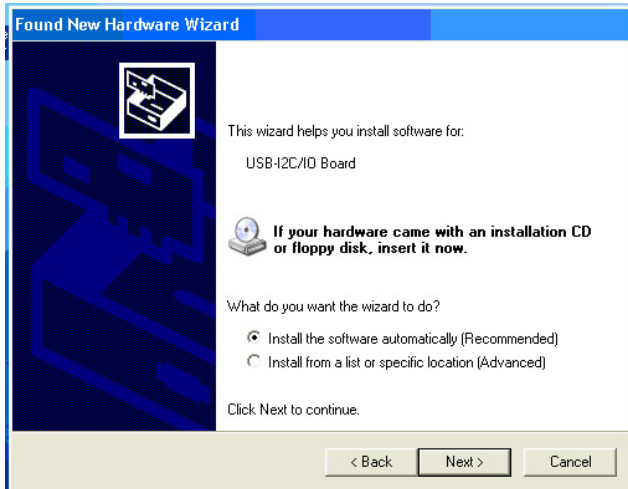 Found New Hardware Wizard
This wizard helps you install software for:
USB-I2C/IO Board
If your hardware came with an installation CD
or floppy disk, insert it now.
What do you want the wizard to do?
Install the software automatically (Recommended)
Install from a list or specific location (Advanced)
Click Next to continue.
< Back
Next >
Cancel